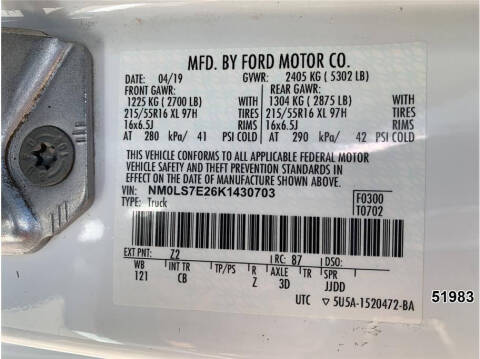 MFD. BY FORD MOTOR CO.
DATE: 04/19 GVWR: 2405 KG ( 5302 LB)
FRONT GAWR: REAR GAWR:
1225 KG ( 2700 LB) 1304 KG ( 2875 LB)
215/55R16 XL 97H TIRES 215/55R16 XL 97H
16x6.5J RIMS 16x6.5J
AT 280 kPa/ 41 PSI COLD AT 290 kPa/ 42 PSI COLD
THIS VEHICLE CONFORMS TO ALL APPLICABLE FEDERAL MOTOR
VEHICLE SAFETY AND THEFT PREVENTION STANDARDS IN
EFFECT ON THE DATE OF MANUFACTURE SHOWN ABOVE.
VIN: NM0LS7E26K1430703 F0300
TYPE: Truck T0702
EXT PNT: Z2 RC: 87 DSO:
WB INT TR TP/PS R AXLE TR SPR
121 CB Z 3D JJDD
UTC ▽ 5U5A-1520472-BA
51983